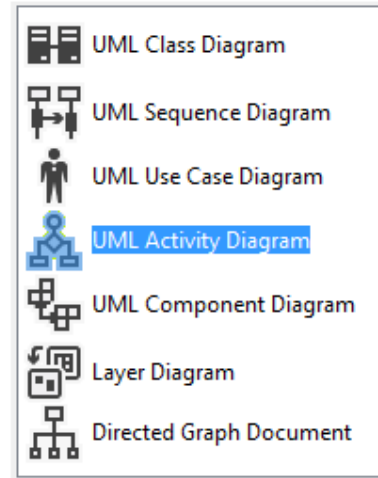 UML Class Diagram
UML Sequence Diagram
UML Use Case Diagram
UML Activity Diagram
UML Component Diagram
Layer Diagram
Directed Graph Document